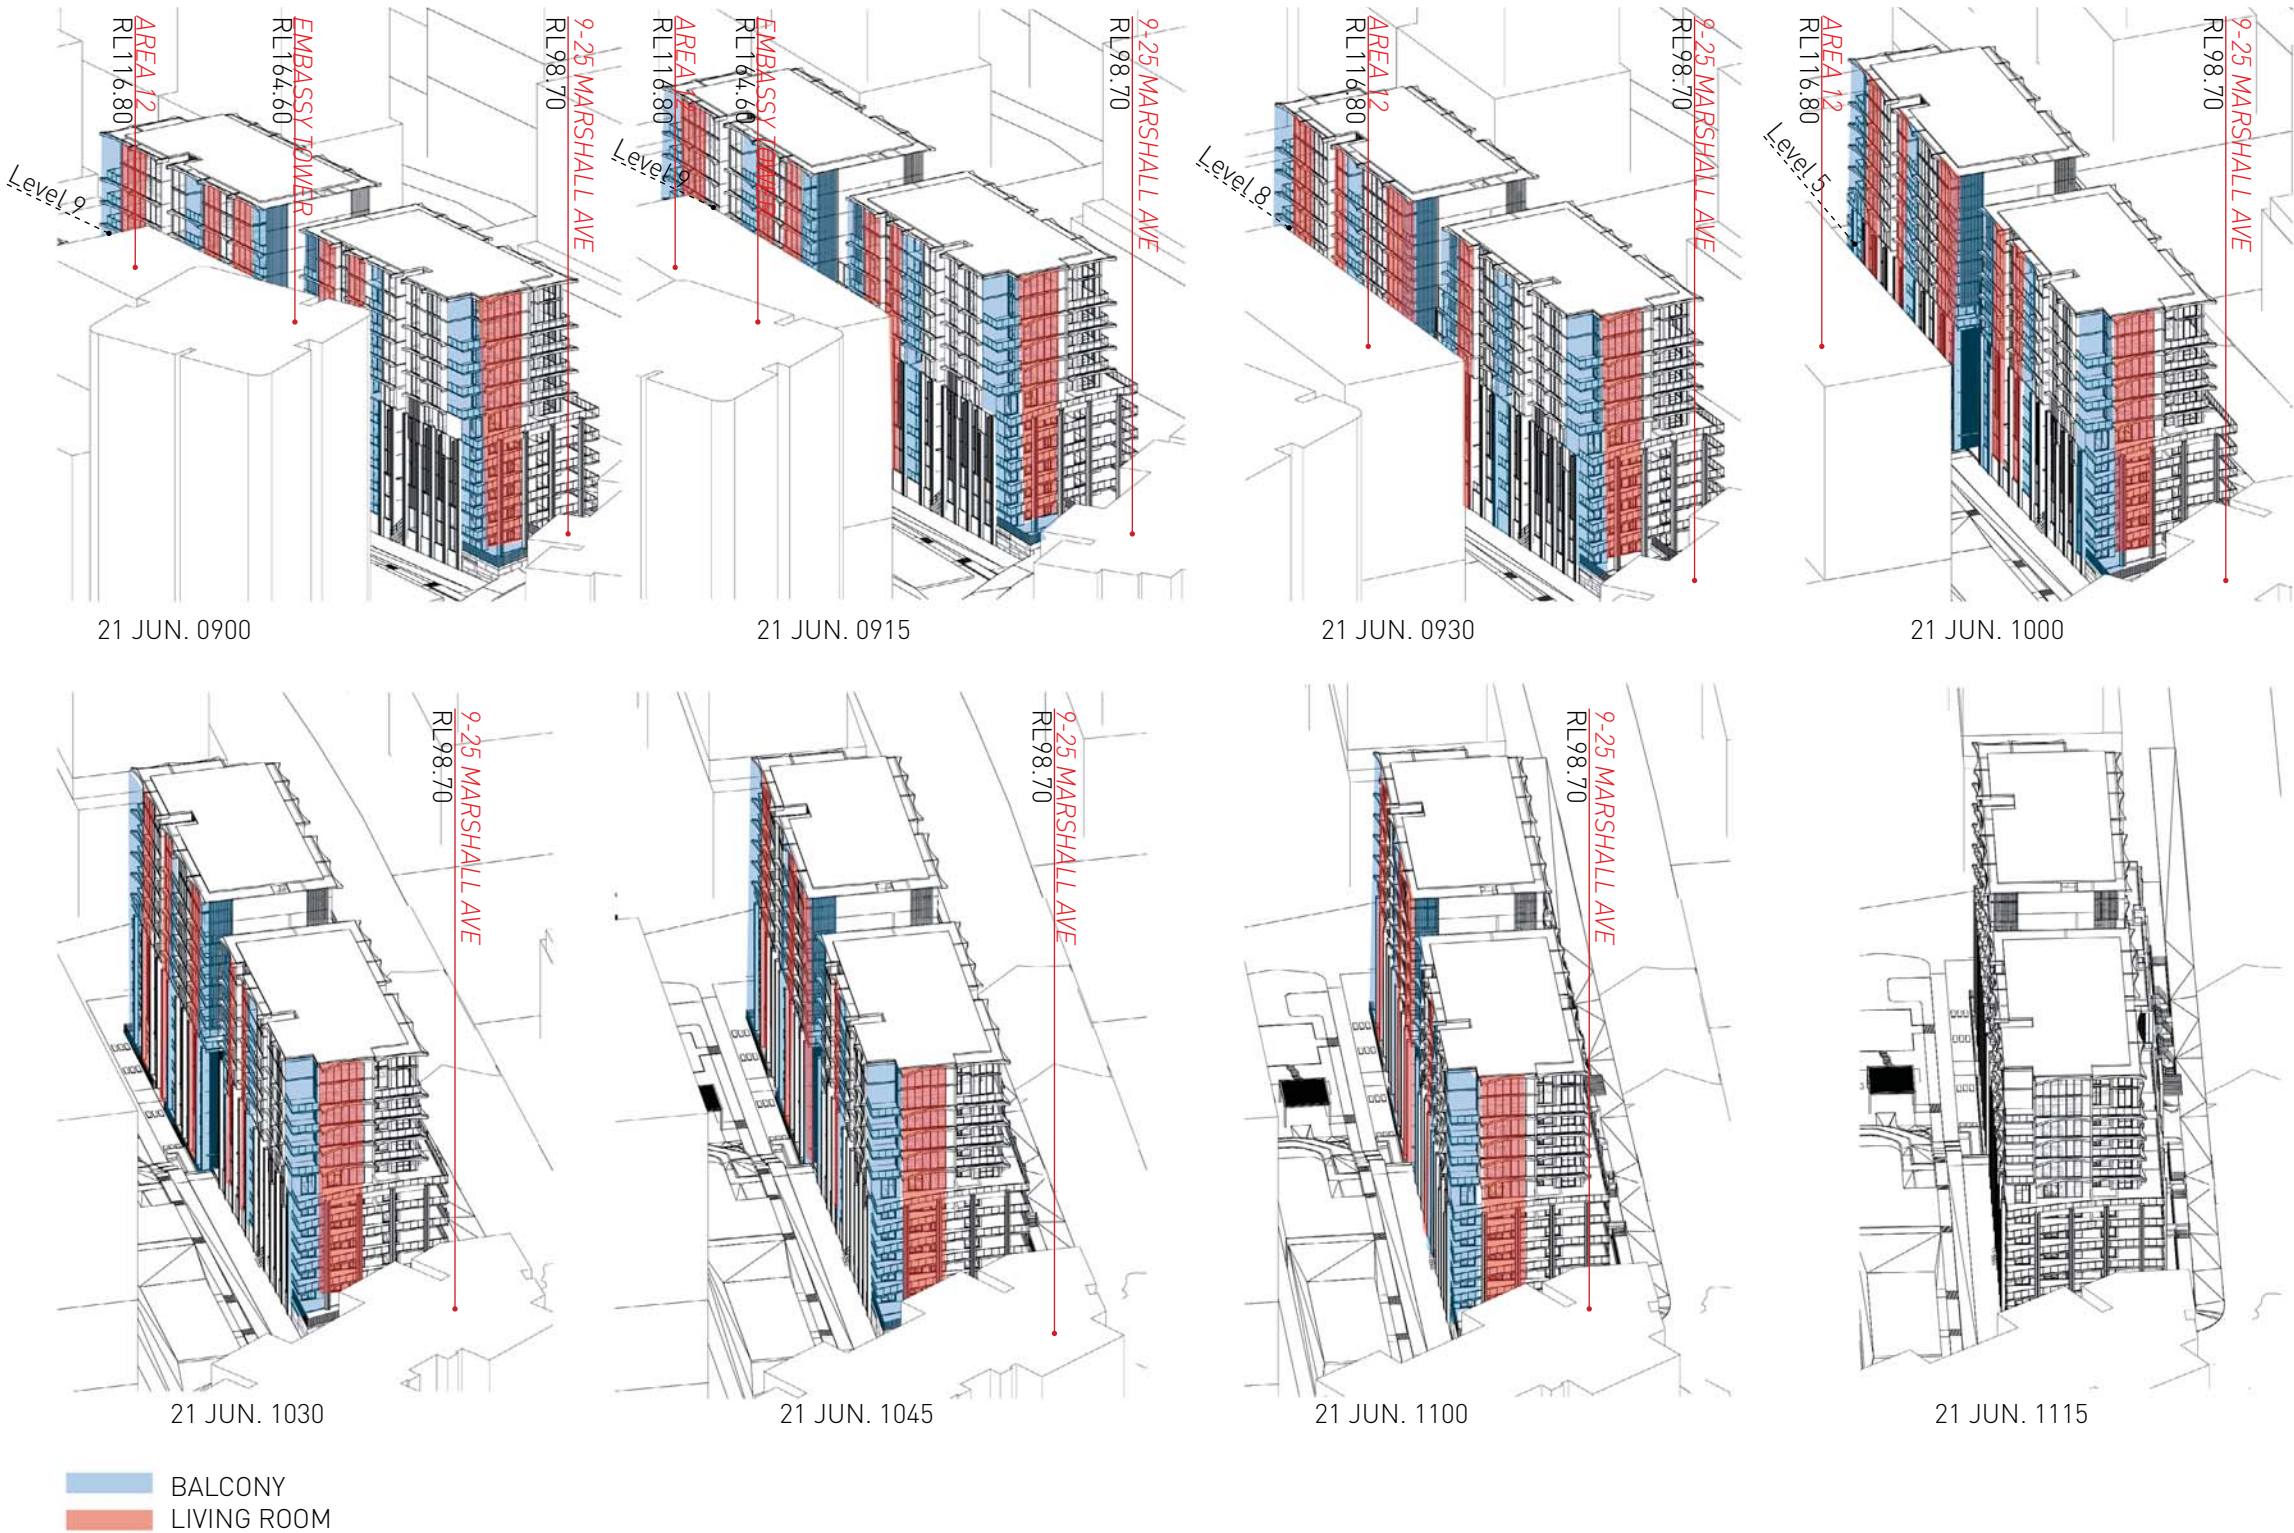 AREA 12
RL116.80
EMBASSY TOWER
RL164.60
9-25 MARSHALL AVE
RL98.70
Level 9
21 JUN. 0900
AREA 12
RL116.80
EMBASSY TOWER
RL164.60
9-25 MARSHALL AVE
RL98.70
Level 9
21 JUN. 0915
AREA 12
RL116.80
9-25 MARSHALL AVE
RL98.70
Level 8
21 JUN. 0930
AREA 12
RL116.80
9-25 MARSHALL AVE
RL98.70
Level 5
21 JUN. 1000
9-25 MARSHALL AVE
RL98.70
21 JUN. 1030
9-25 MARSHALL AVE
RL98.70
21 JUN. 1045
9-25 MARSHALL AVE
RL98.70
21 JUN. 1100
21 JUN. 1115
BALCONY
LIVING ROOM